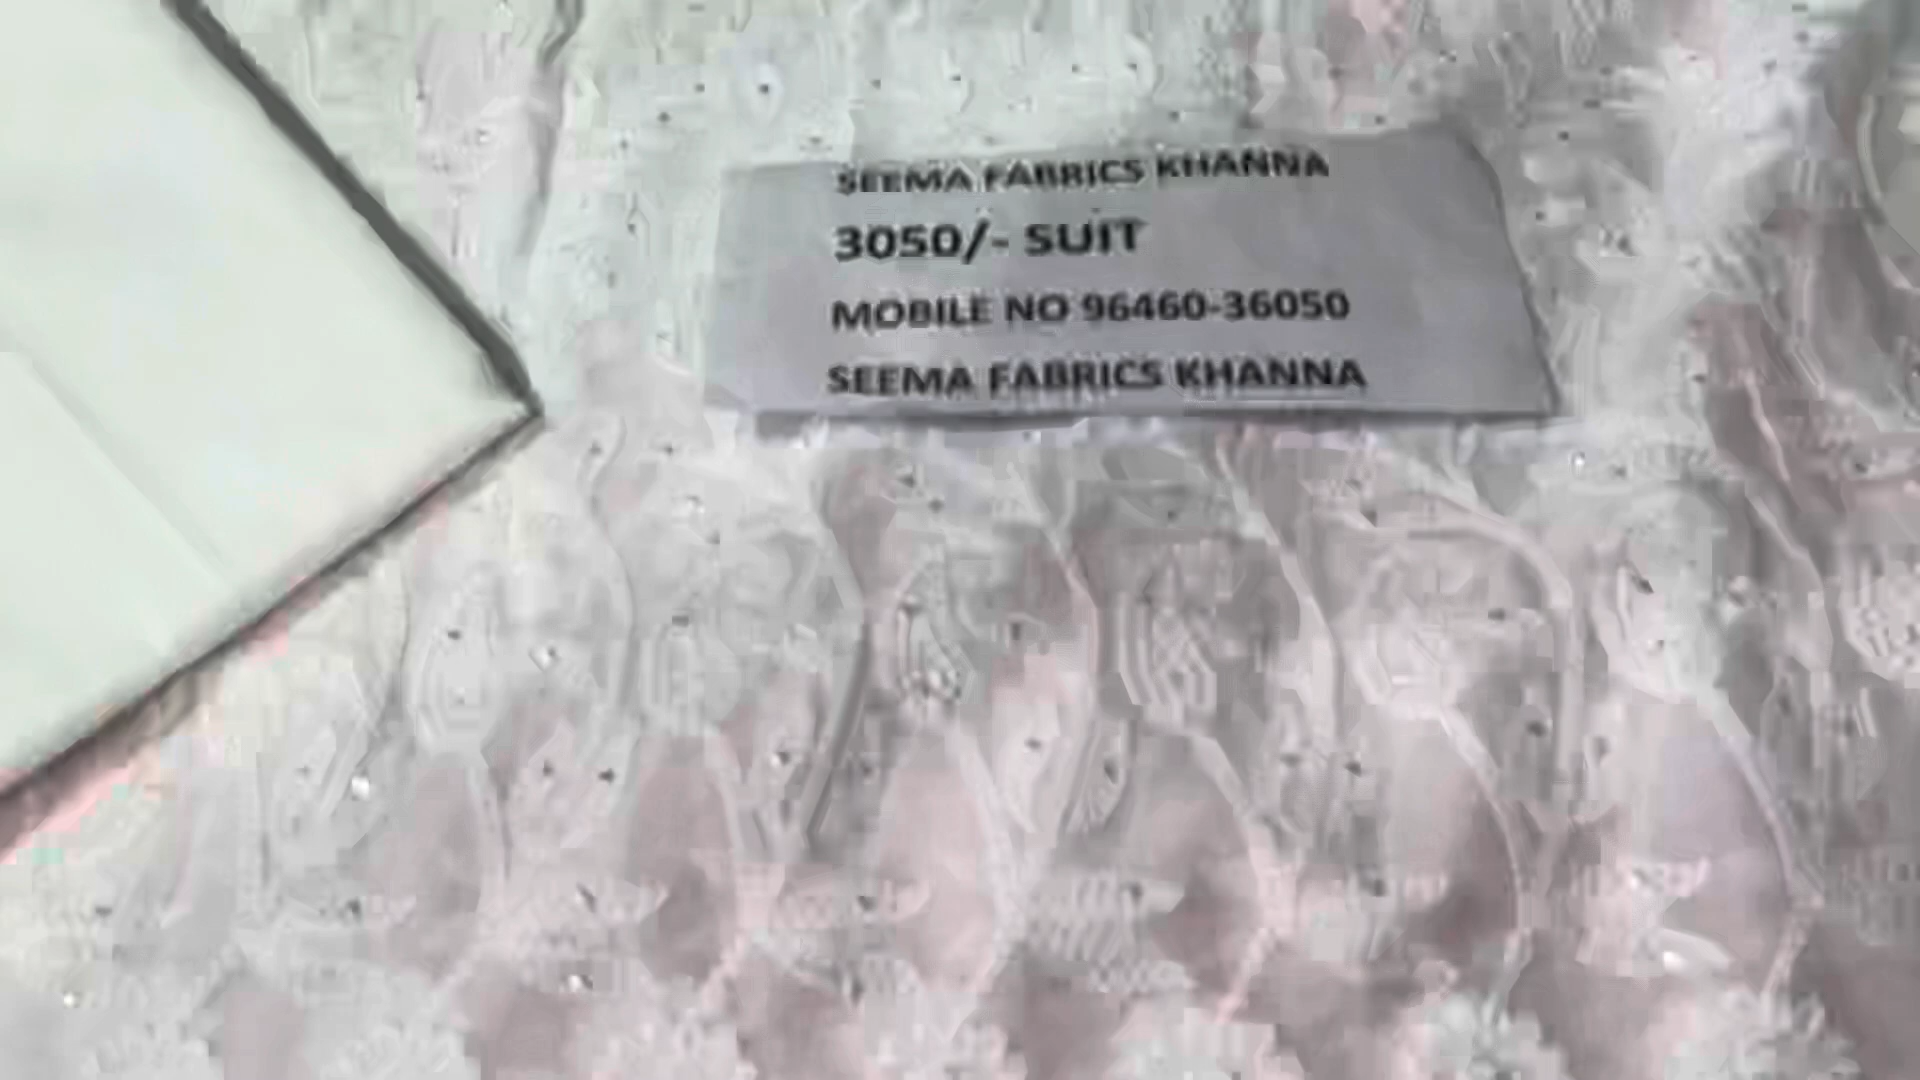 SEEMA FABRICS KHANNA
3050/- SUIT
MOBILE NO 96460-36050
SEEMA FABRICS KHANNA